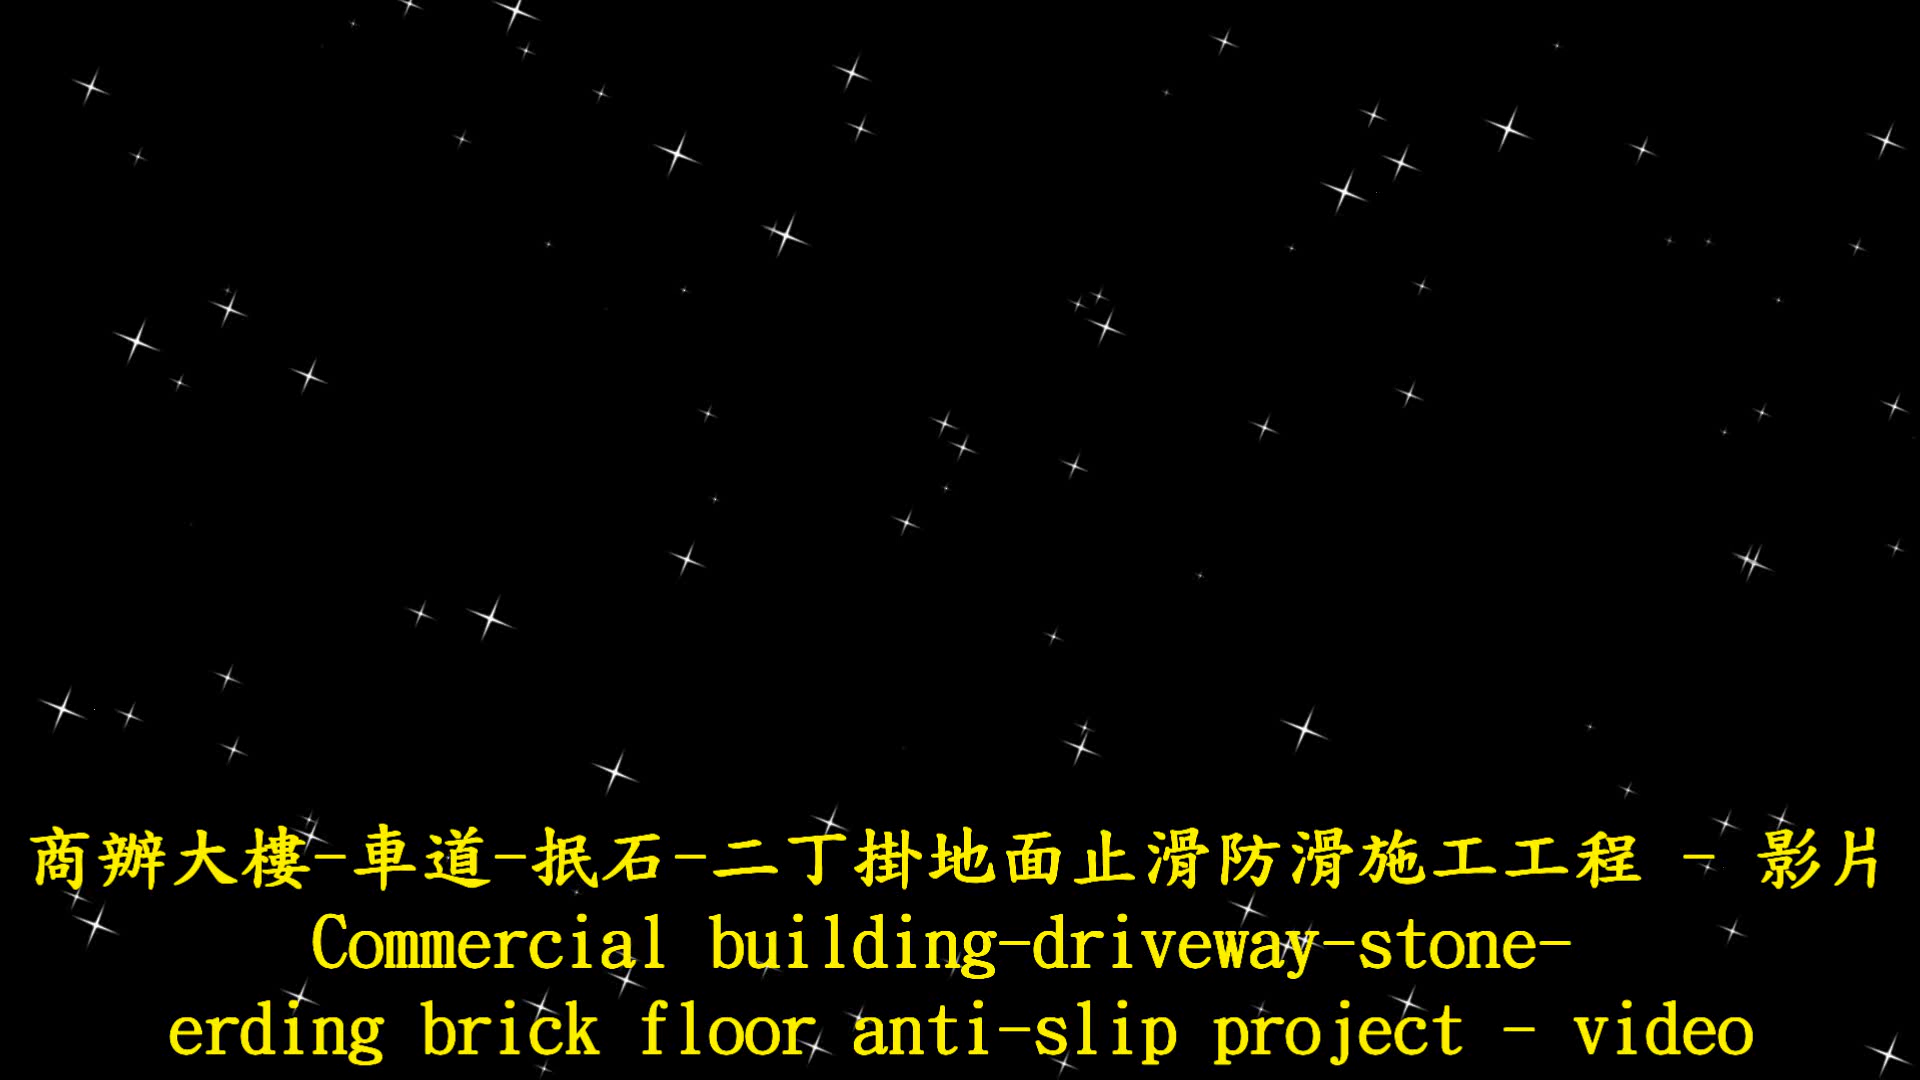 商辦大樓-車道-抿石-二丁掛地面止滑防滑施工工程 - 影片
Commercial building-driveway-stone-
erding brick floor anti-slip project - video